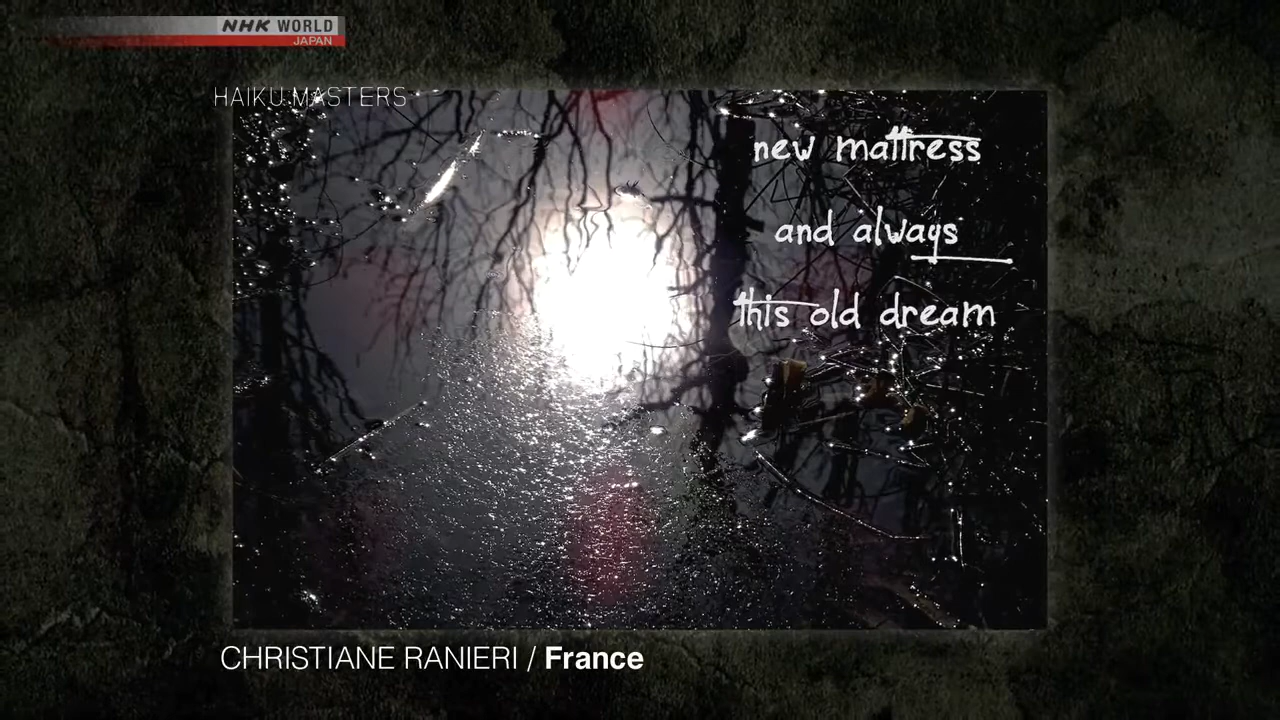 NHK WORLD
JAPAN
HAIKU MASTERS
new mattress
and always
this old dream
CHRISTIANE RANIERI / France